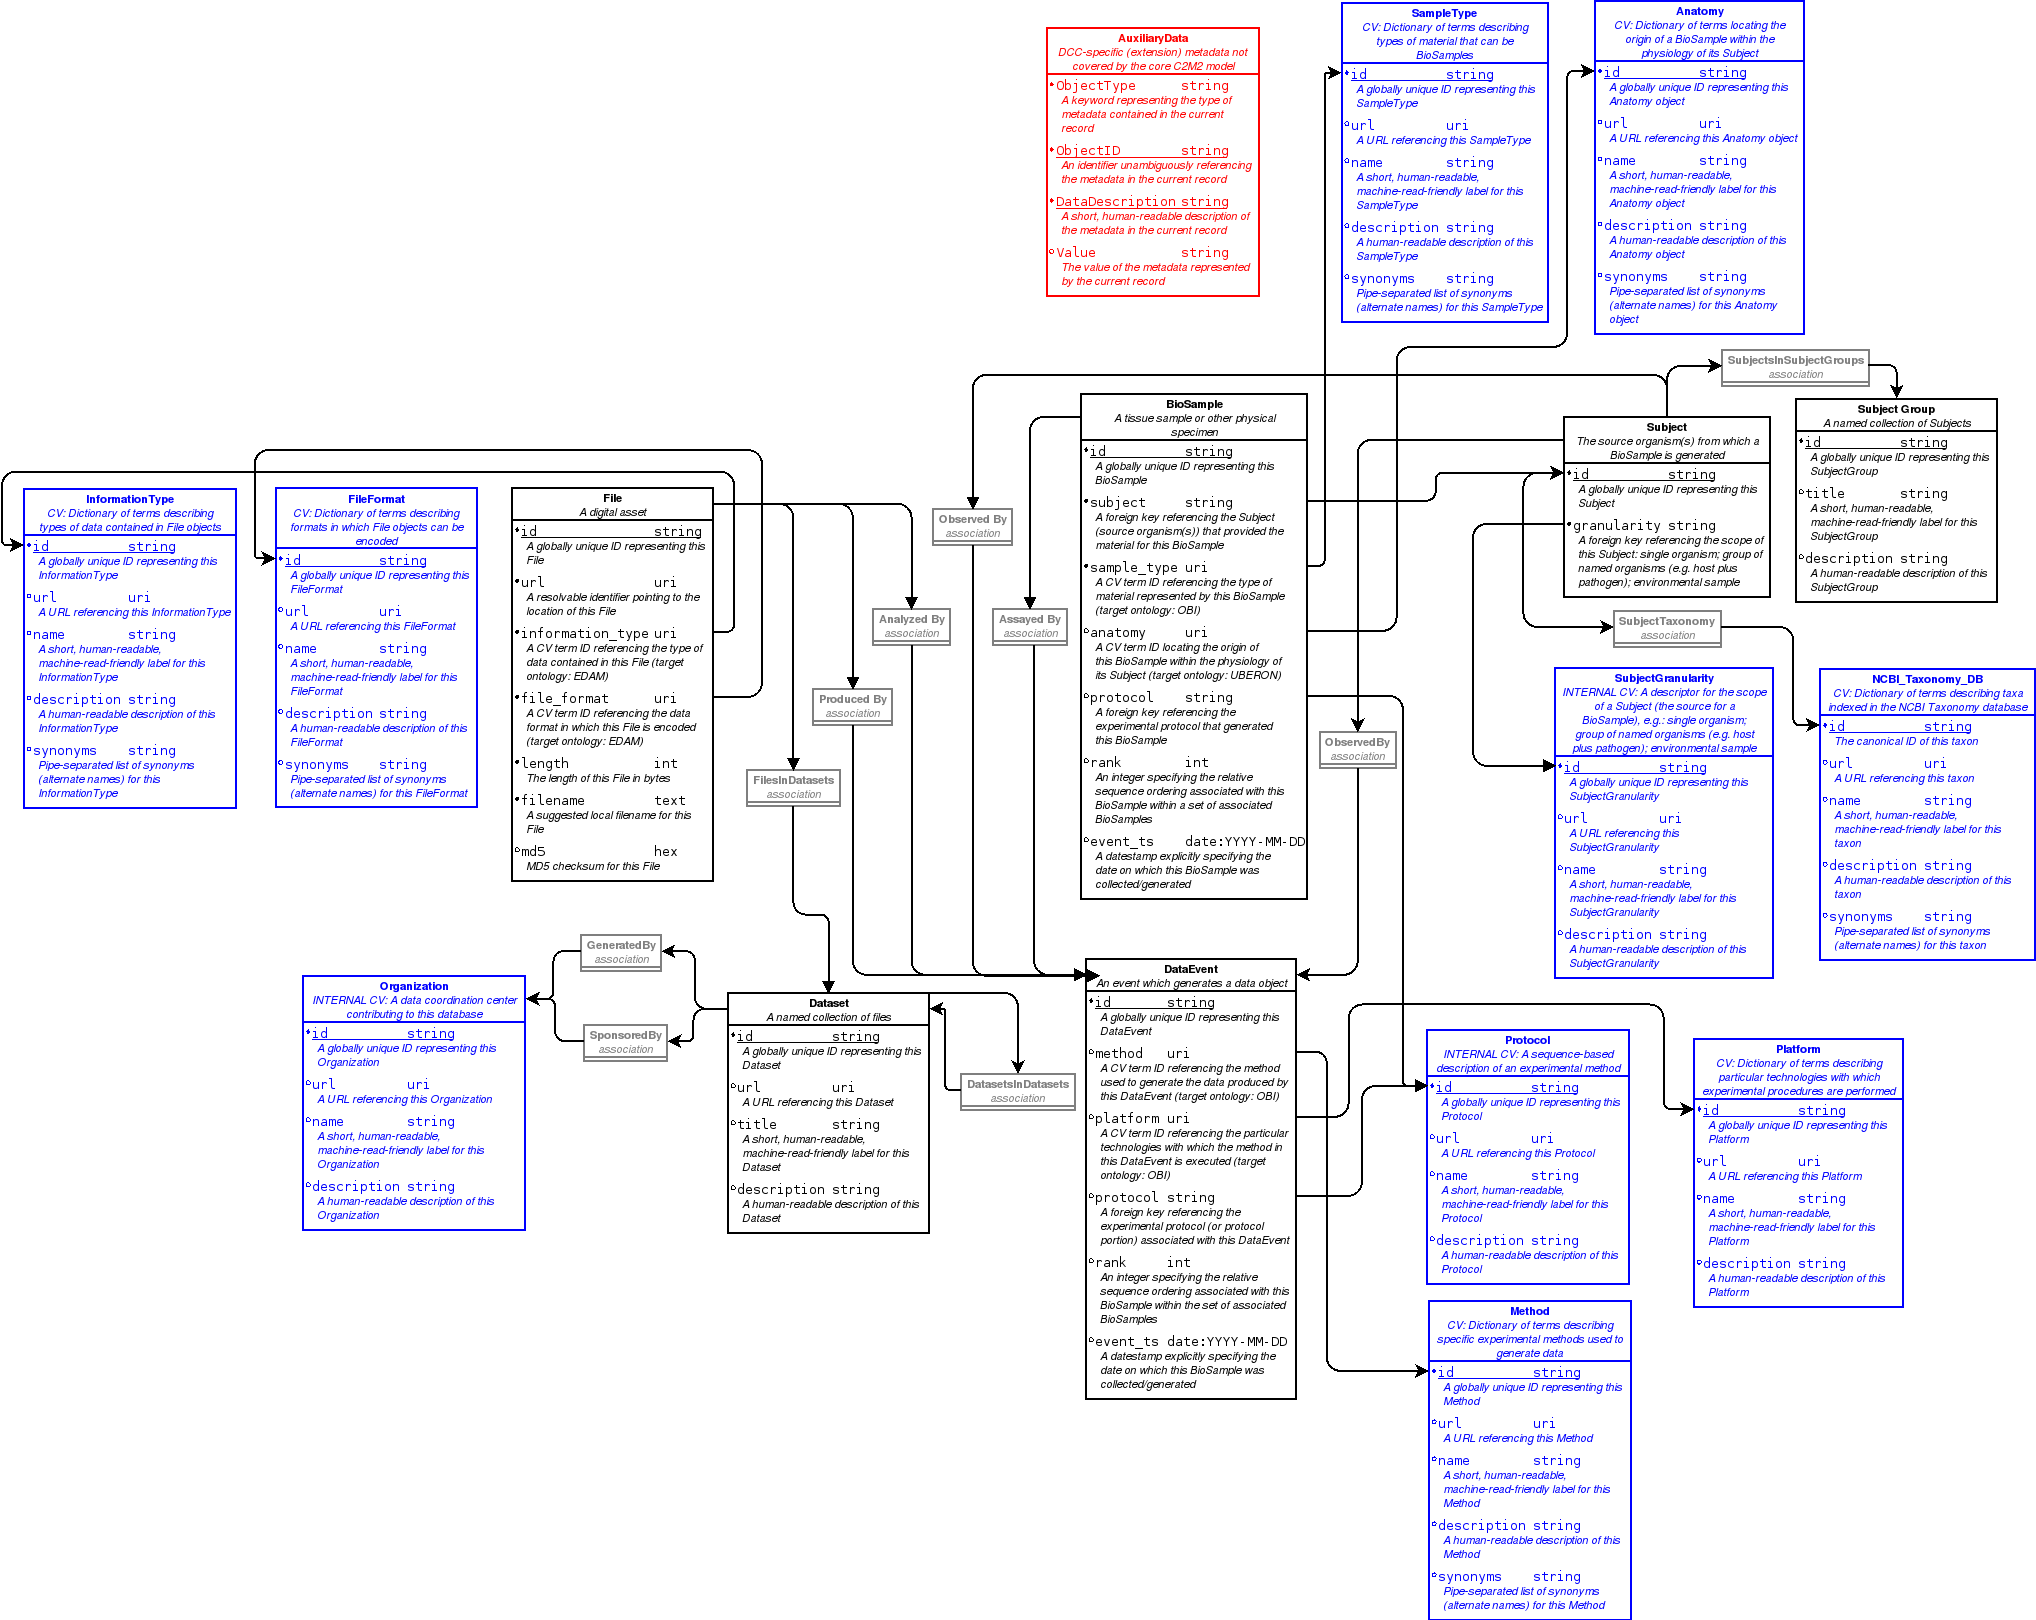 AuxiliaryData
DCC-specific (extension) metadata not
covered by the core C2M2 model
ObjectType string
A keyword representing the type of
metadata contained in the current
record
ObjectID string
An identifier unambiguously referencing
the metadata in the current record
DataDescription string
A short, human-readable description of
the metadata in the current record
Value string
The value of the metadata represented
by the current record
SampleType
CV: Dictionary of terms describing
types of material that can be
BioSamples
id string
A globally unique ID representing this
SampleType
url uri
A URL referencing this SampleType
name string
A short, human-readable,
machine-read-friendly label for this
SampleType
description string
A human-readable description of this
SampleType
synonyms string
Pipe-separated list of synonyms
(alternate names) for this SampleType
Anatomy
CV: Dictionary of terms locating the
origin of a BioSample within the
physiology of its Subject
id string
A globally unique ID representing this
Anatomy object
url uri
A URL referencing this Anatomy object
name string
A short, human-readable,
machine-read-friendly label for this
Anatomy object
description string
A human-readable description of this
Anatomy object
synonyms string
Pipe-separated list of synonyms
(alternate names) for this Anatomy
object
SubjectsInSubjectGroups
association
InformationType
CV: Dictionary of terms describing
types of data contained in File objects
id string
A globally unique ID representing this
InformationType
url uri
A URL referencing this InformationType
name string
A short, human-readable,
machine-read-friendly label for this
InformationType
description string
A human-readable description of this
InformationType
synonyms string
Pipe-separated list of synonyms
(alternate names) for this
InformationType
FileFormat
CV: Dictionary of terms describing
formats in which File objects can be
encoded
id string
A globally unique ID representing this
FileFormat
url uri
A URL referencing this FileFormat
name string
A short, human-readable,
machine-read-friendly label for this
FileFormat
description string
A human-readable description of this
FileFormat
synonyms string
Pipe-separated list of synonyms
(alternate names) for this FileFormat
File
A digital asset
id string
A globally unique ID representing this
File
url uri
A resolvable identifier pointing to the
location of this File
information_type uri
A CV term ID referencing the type of
data contained in this File (target
ontology: EDAM)
file_format uri
A CV term ID referencing the data
format in which this File is encoded
(target ontology: EDAM)
length int
The length of this File in bytes
filename text
A suggested local filename for this
File
md5 hex
MD5 checksum for this File
Observed By
association
Analyzed By
association
Assayed By
association
Produced By
association
FilesInDatasets
association
BioSample
A tissue sample or other physical
specimen
id string
A globally unique ID representing this
BioSample
subject string
A foreign key referencing the Subject
(source organism(s)) that provided the
material for this BioSample
sample_type uri
A CV term ID referencing the type of
material represented by this BioSample
(target ontology: OBI)
anatomy uri
A CV term ID locating the origin of
this BioSample within the physiology of
its Subject (target ontology: UBERON)
protocol string
A foreign key referencing the
experimental protocol that generated
this BioSample
rank int
An integer specifying the relative
sequence ordering associated with this
BioSample within a set of associated
BioSamples
event_ts date:YYYY-MM-DD
A datestamp explicitly specifying the
date on which this BioSample was
collected/generated
ObservedBy
association
Subject
The source organism(s) from which a
BioSample is generated
id string
A globally unique ID representing this
Subject
granularity string
A foreign key referencing the scope of
this Subject: single organism; group of
named organisms (e.g. host plus
pathogen); environmental sample
Subject Group
A named collection of Subjects
id string
A globally unique ID representing this
SubjectGroup
title string
A short, human-readable,
machine-read-friendly label for this
SubjectGroup
description string
A human-readable description of this
SubjectGroup
SubjectTaxonomy
association
SubjectGranularity
INTERNAL CV: A descriptor for the scope
of a Subject (the source for a
BioSample), e.g.: single organism;
group of named organisms (e.g. host
plus pathogen); environmental sample
id string
A globally unique ID representing this
SubjectGranularity
url uri
A URL referencing this
SubjectGranularity
name string
A short, human-readable,
machine-read-friendly label for this
SubjectGranularity
description string
A human-readable description of this
SubjectGranularity
NCBI_Taxonomy_DB
CV: Dictionary of terms describing taxa
indexed in the NCBI Taxonomy database
id string
The canonical ID of this taxon
url uri
A URL referencing this taxon
name string
A short, human-readable,
machine-read-friendly label for this
taxon
description string
A human-readable description of this
taxon
synonyms string
Pipe-separated list of synonyms
(alternate names) for this taxon
GeneratedBy
association
SponsoredBy
association
Organization
INTERNAL CV: A data coordination center
contributing to this database
id string
A globally unique ID representing this
Organization
url uri
A URL referencing this Organization
name string
A short, human-readable,
machine-read-friendly label for this
Organization
description string
A human-readable description of this
Organization
Dataset
A named collection of files
id string
A globally unique ID representing this
Dataset
url uri
A URL referencing this Dataset
title string
A short, human-readable,
machine-read-friendly label for this
Dataset
description string
A human-readable description of this
Dataset
DatasetsInDatasets
association
DataEvent
An event which generates a data object
id string
A globally unique ID representing this
DataEvent
method uri
A CV term ID referencing the method
used to generate the data produced by
this DataEvent (target ontology: OBI)
platform uri
A CV term ID referencing the particular
technologies with which the method in
this DataEvent is executed (target
ontology: OBI)
protocol string
A foreign key referencing the
experimental protocol (or protocol
portion) associated with this DataEvent
rank int
An integer specifying the relative
sequence ordering associated with this
BioSample within the set of associated
BioSamples
event_ts date:YYYY-MM-DD
A datestamp explicitly specifying the
date on which this BioSample was
collected/generated
Protocol
INTERNAL CV: A sequence-based
description of an experimental method
id string
A globally unique ID representing this
Protocol
url uri
A URL referencing this Protocol
name string
A short, human-readable,
machine-read-friendly label for this
Protocol
description string
A human-readable description of this
Protocol
Platform
CV: Dictionary of terms describing
particular technologies with which
experimental procedures are performed
id string
A globally unique ID representing this
Platform
url uri
A URL referencing this Platform
name string
A short, human-readable,
machine-read-friendly label for this
Platform
description string
A human-readable description of this
Platform
Method
CV: Dictionary of terms describing
specific experimental methods used to
generate data
id string
A globally unique ID representing this
Method
url uri
A URL referencing this Method
name string
A short, human-readable,
machine-read-friendly label for this
Method
description string
A human-readable description of this
Method
synonyms string
Pipe-separated list of synonyms
(alternate names) for this Method